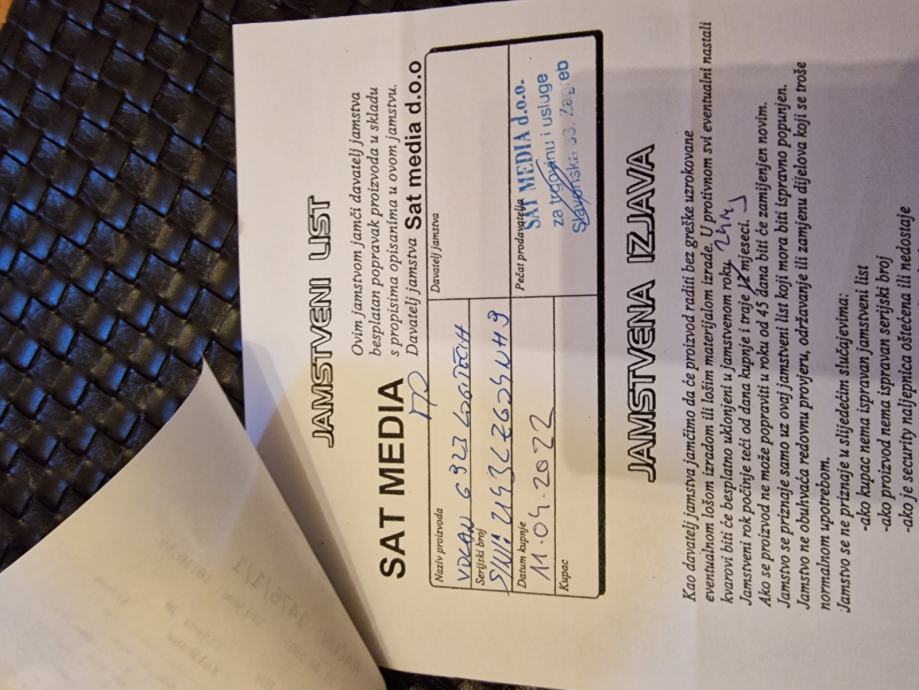 JAMSTVENI LIST
SAT MEDIA
Ovim jamstvom jamči davatelj jamstva
besplatan popravak proizvoda u skladu
s propisima opisanima u ovom jamstvu.
Davatelj jamstva Sat media d.o.o
Naziv proizvoda
VOLAN G923 LOGITECH
Serijski broj
Datum kupnje
11.04.2022
Kupac
Davatelj jamstva
Pečat prodavatelja
SAT MEDIA d.o.o.
za trgovinu i usluge
Slavonska Zagreb
JAMSTVENA IZJAVA
Kao davatelj jamstva jamčimo da će proizvod raditi bez greške uzrokovane
eventualnom lošom izradom ili lošim materijalom izrade. U protivnom svi eventualni nastali
kvarovi biti će besplatno uklonjeni u jamstvenom roku.
Jamstveni rok počinje teći od dana kupnje i traje 12 mjeseci.
Ako se proizvod ne može popraviti u roku od 45 dana biti će zamijenjen novim.
Jamstvo se priznaje samo uz ovaj jamstveni list koji mora biti ispravno popunjen.
Jamstvo ne obuhvaća redovnu provjeru, održavanje ili zamjenu dijelova koji se troše
normalnom upotrebom.
Jamstvo se ne priznaje u slijedećim slučajevima:
-ako kupac nema ispravan jamstveni list
-ako proizvod nema ispravan serijski broj
-ako je security naljepnica oštećena ili nedostaje